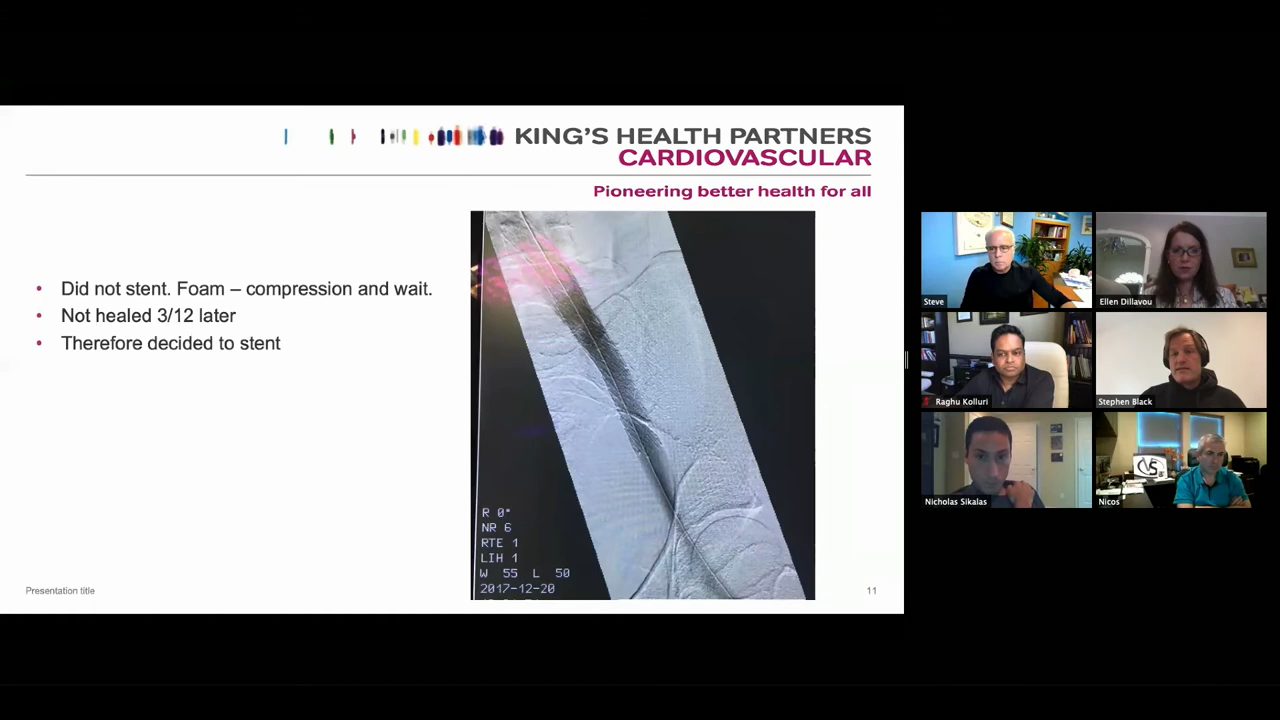 KING'S HEALTH PARTNERS
CARDIOVASCULAR
Pioneering better health for all
• Did not stent. Foam – compression and wait.
• Not healed 3/12 later
• Therefore decided to stent
R 0°
NR 6
RTE 1
LIH 1
W 55 L 50
2017-12-20
Presentation title
11
Steve
Ellen Dillavou
Raghu Kolluri
Stephen Black
Nicholas Sikalas
Nicos